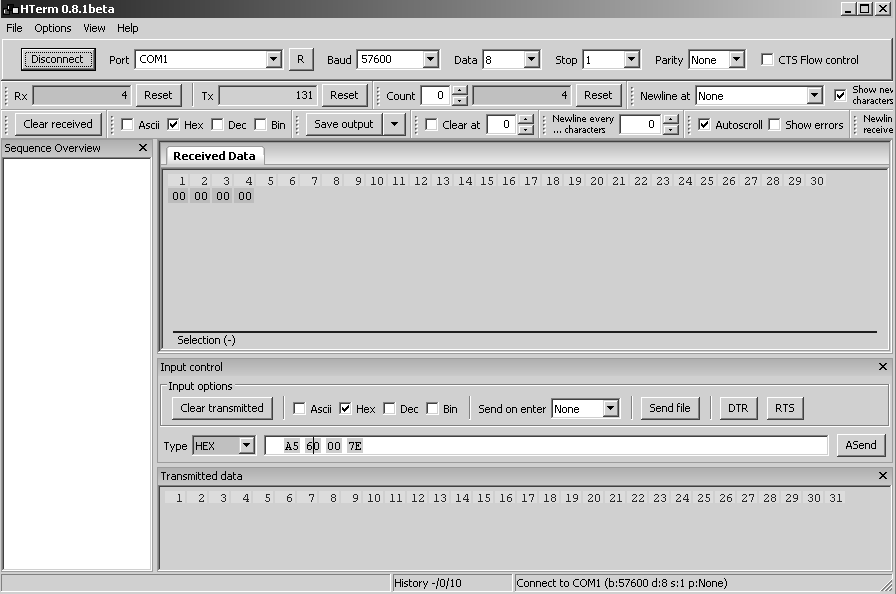 HTerm 0.8.1beta
File Options View Help
Disconnect Port COM1 R Baud 57600 Data 8 Stop 1 Parity None CTS Flow control
Rx 4 Reset Tx 131 Reset Count 0 4 Reset Newline at None Show new characters
Clear received Ascii Hex Dec Bin Save output Clear at 0 Newline every ... characters 0 Autoscroll Show errors Newlin receive
Sequence Overview
Received Data
1 2 3 4 5 6 7 8 9 10 11 12 13 14 15 16 17 18 19 20 21 22 23 24 25 26 27 28 29 30
00 00 00 00
Selection (-)
Input control
Input options
Clear transmitted Ascii Hex Dec Bin Send on enter None Send file DTR RTS
Type HEX A5 60 00 7E ASend
Transmitted data
1 2 3 4 5 6 7 8 9 10 11 12 13 14 15 16 17 18 19 20 21 22 23 24 25 26 27 28 29 30 31
History -/0/10 Connect to COM1 (b:57600 d:8 s:1 p:None)